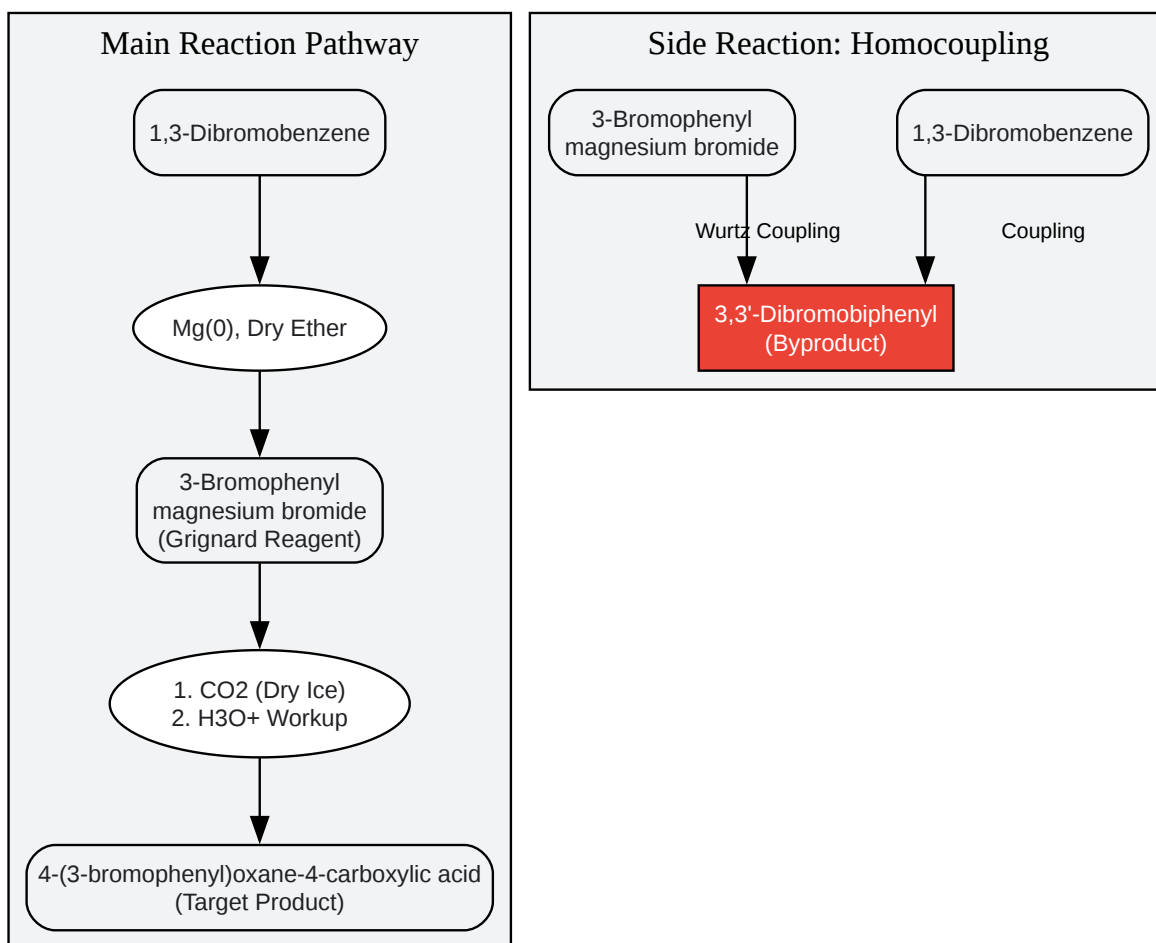 Main Reaction Pathway
1,3-Dibromobenzene
Mg(0), Dry Ether
3-Bromophenyl
magnesium bromide
(Grignard Reagent)
1. CO2 (Dry Ice)
2. H3O+ Workup
4-(3-bromophenyl)oxane-4-carboxylic acid
(Target Product)
Side Reaction: Homocoupling
3-Bromophenyl
magnesium bromide
1,3-Dibromobenzene
Wurtz Coupling
Coupling
3,3'-Dibromobiphenyl
(Byproduct)